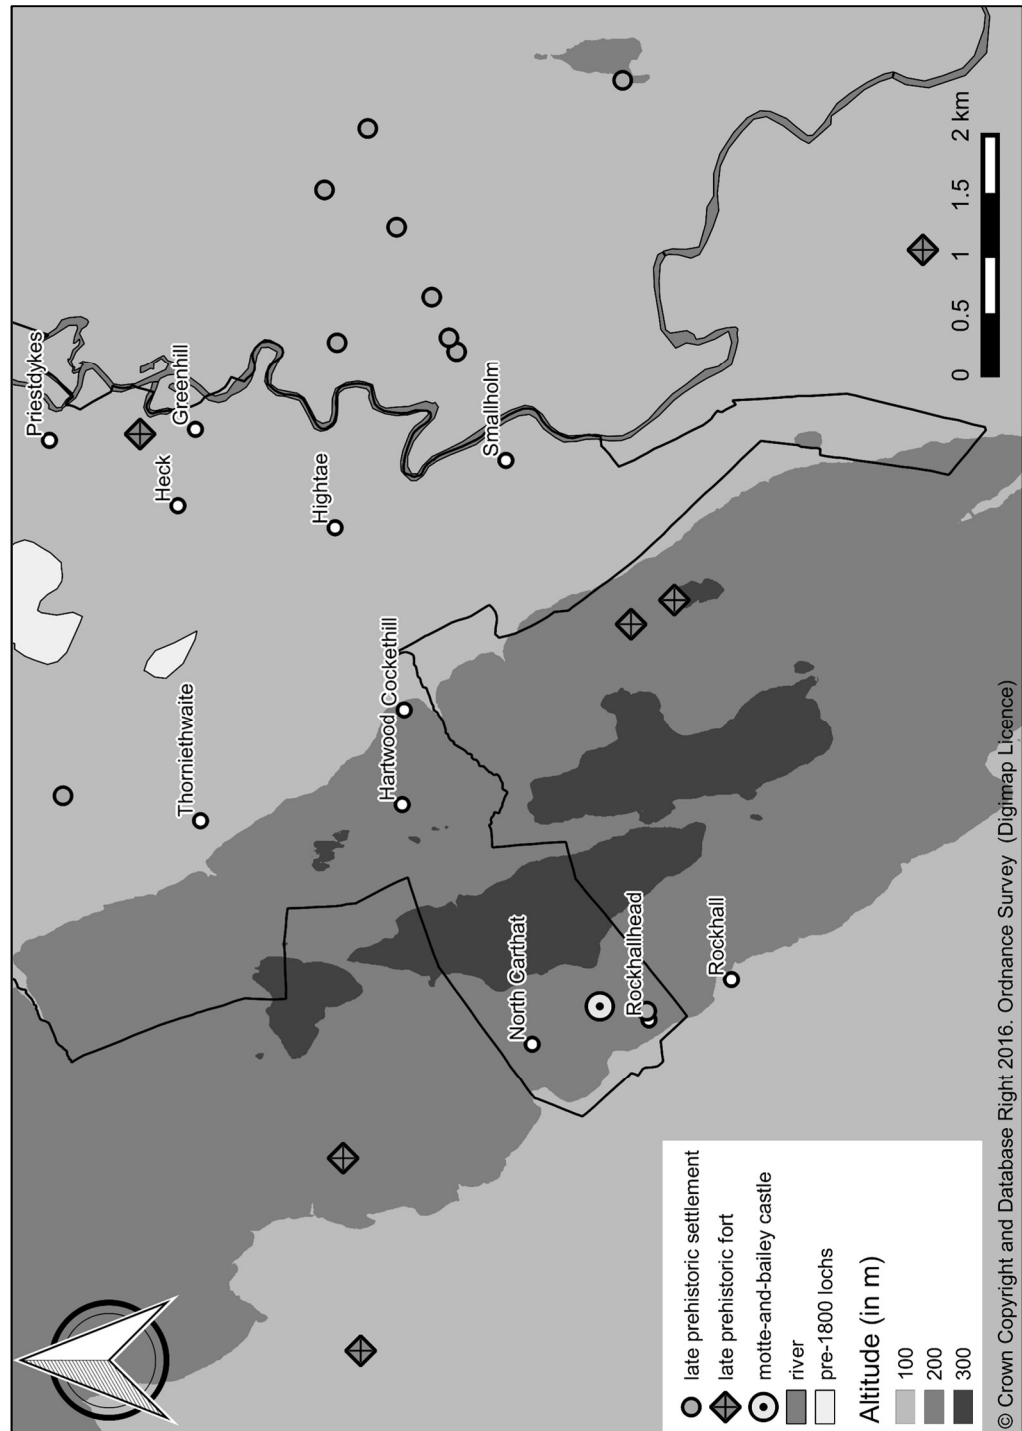 Priestdykes
Greenhill
Heck
Hightae
Smallholm
Thorniethwaite
Hartwood
Cockethill
North Carthat
Rockhallhead
Rockhall
late prehistoric settlement
late prehistoric fort
motte-and-bailey castle
river
pre-1800 lochs
Altitude (in m)
100
200
300
0 0.5 1 1.5 2 km
© Crown Copyright and Database Right 2016. Ordnance Survey (Digimap Licence)